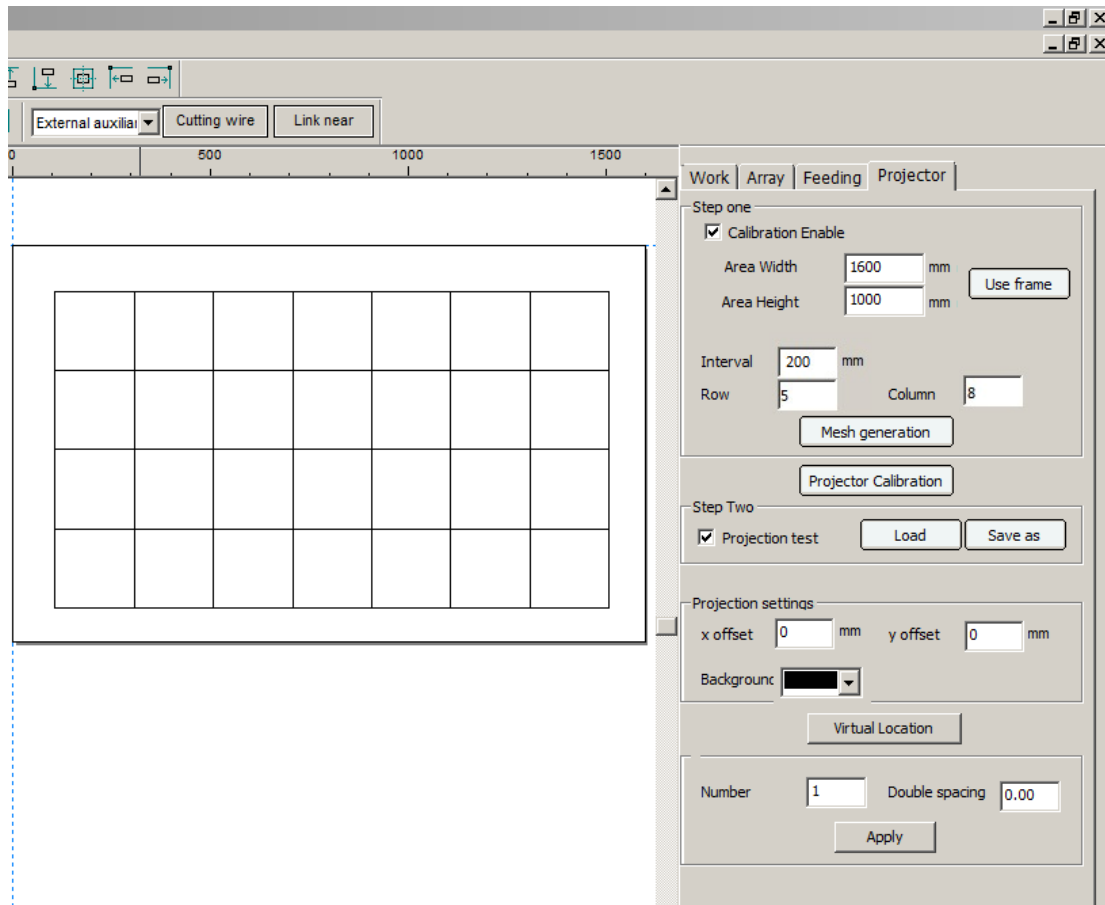 External auxiliar Cutting wire Link near
0 500 1000 1500
Work Array Feeding Projector
Step one
Calibration Enable
Area Width 1600 mm
Use frame
Area Height 1000 mm
Interval 200 mm
Row 5 Column 8
Mesh generation
Projector Calibration
Step Two
Projection test Load Save as
Projection settings
x offset 0 mm y offset 0 mm
Background
Virtual Location
Number 1 Double spacing 0.00
Apply